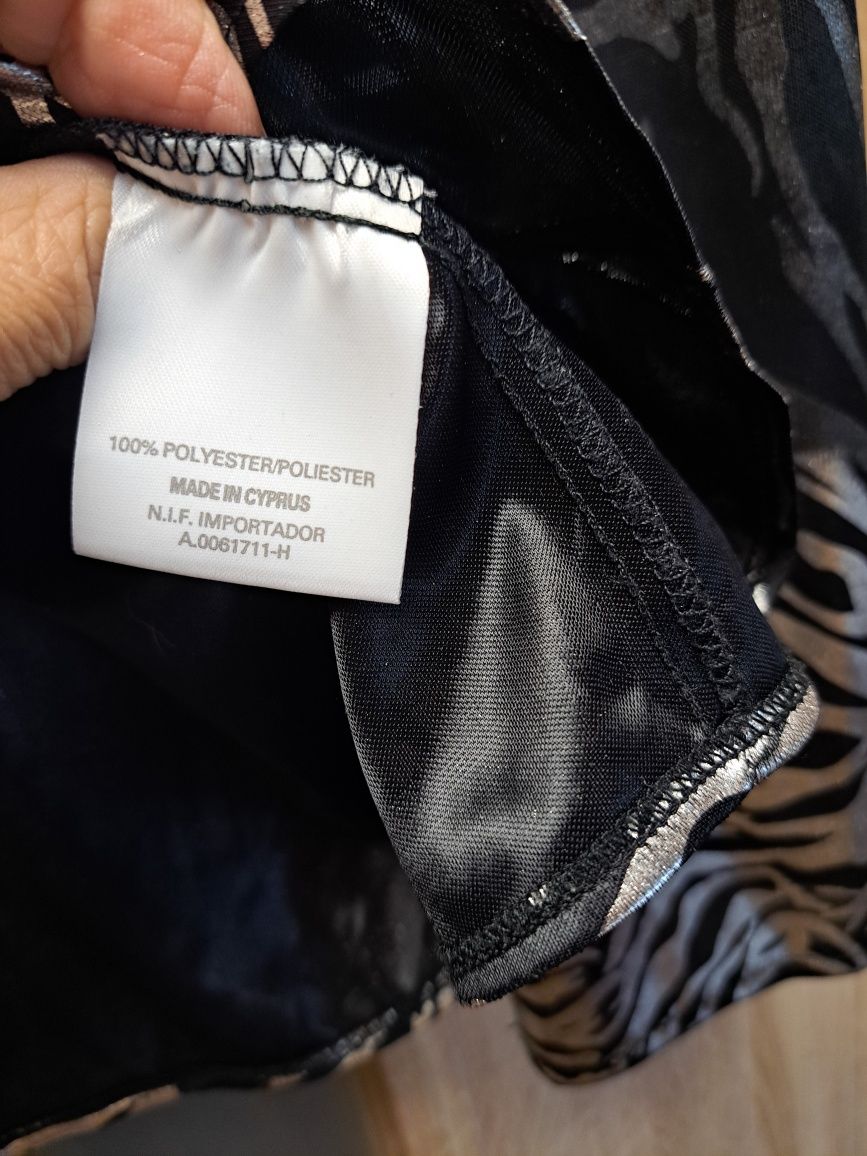 100% POLYESTER/POLIESTER
MADE IN CYPRUS
N.I.F. IMPORTADOR
A.0061711-H